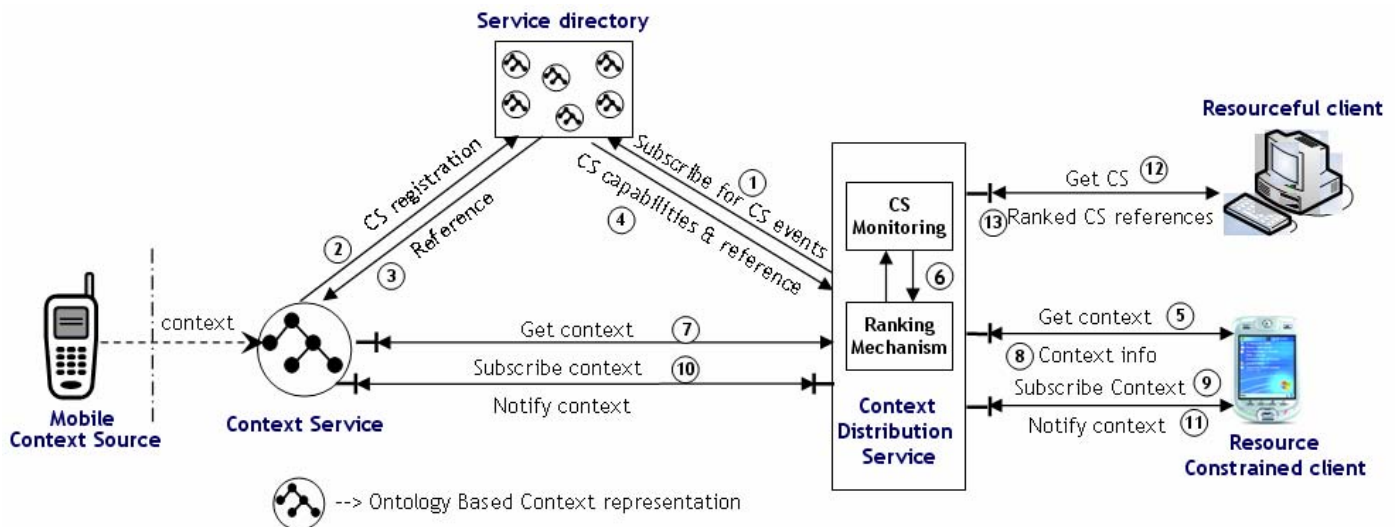 Service directory
Resourceful client
CS registration
2
Reference
3
Subscribe for CS events
1
CS capabilities & reference
4
CS
Monitoring
6
Ranking
Mechanism
Get CS 12
13 Ranked CS references
context
Get context 7
Subscribe context 10
Notify context
Get context 5
8 Context info
Subscribe Context 9
Notify context 11
Mobile
Context Source
Context Service
Context
Distribution
Service
Resource
Constrained client
--> Ontology Based Context representation